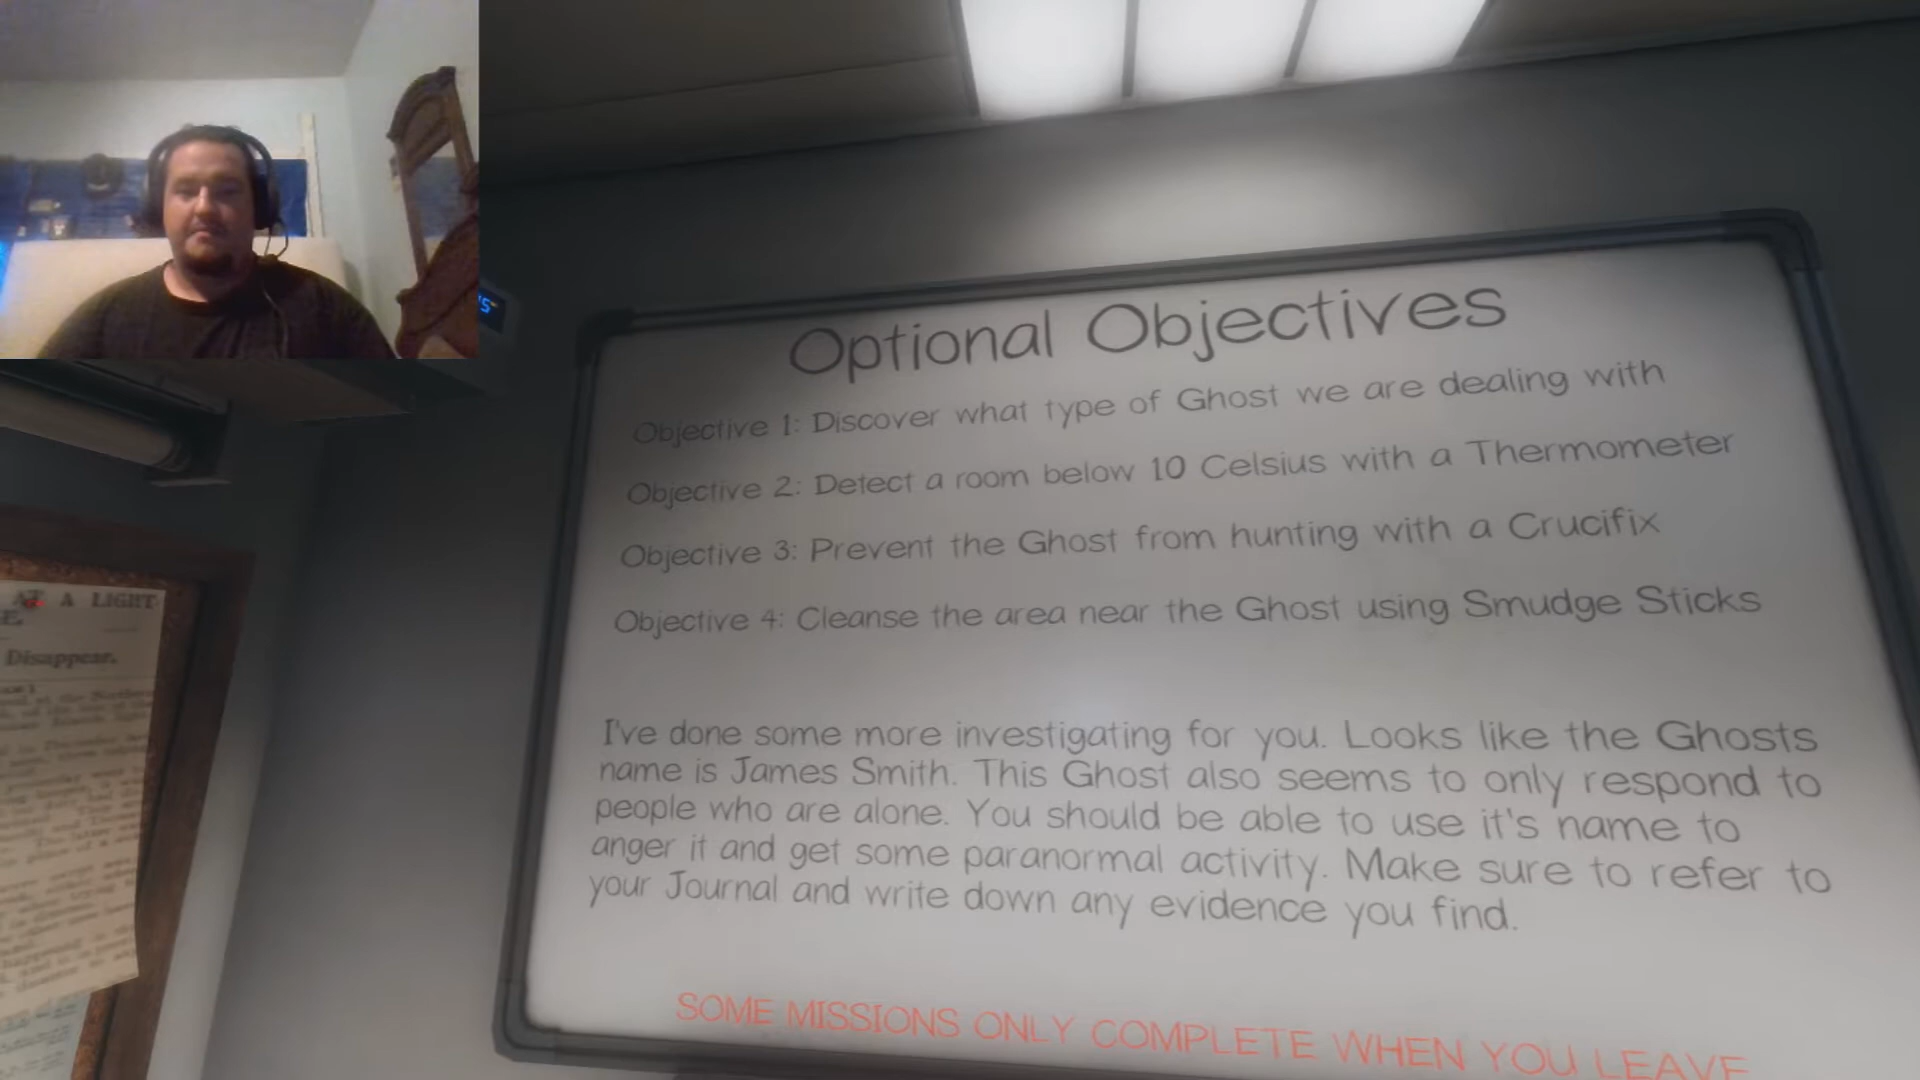 Optional Objectives
Objective 1: Discover what type of Ghost we are dealing with
Objective 2: Detect a room below 10 Celsius with a Thermometer
Objective 3: Prevent the Ghost from hunting with a Crucifix
Objective 4: Cleanse the area near the Ghost using Smudge Sticks
I've done some more investigating for you. Looks like the Ghosts
name is James Smith. This Ghost also seems to only respond to
people who are alone. You should be able to use it's name to
anger it and get some paranormal activity. Make sure to refer to
your Journal and write down any evidence you find.
SOME MISSIONS ONLY COMPLETE WHEN YOU LEAVE
AT A LIGHT-
Disappear.